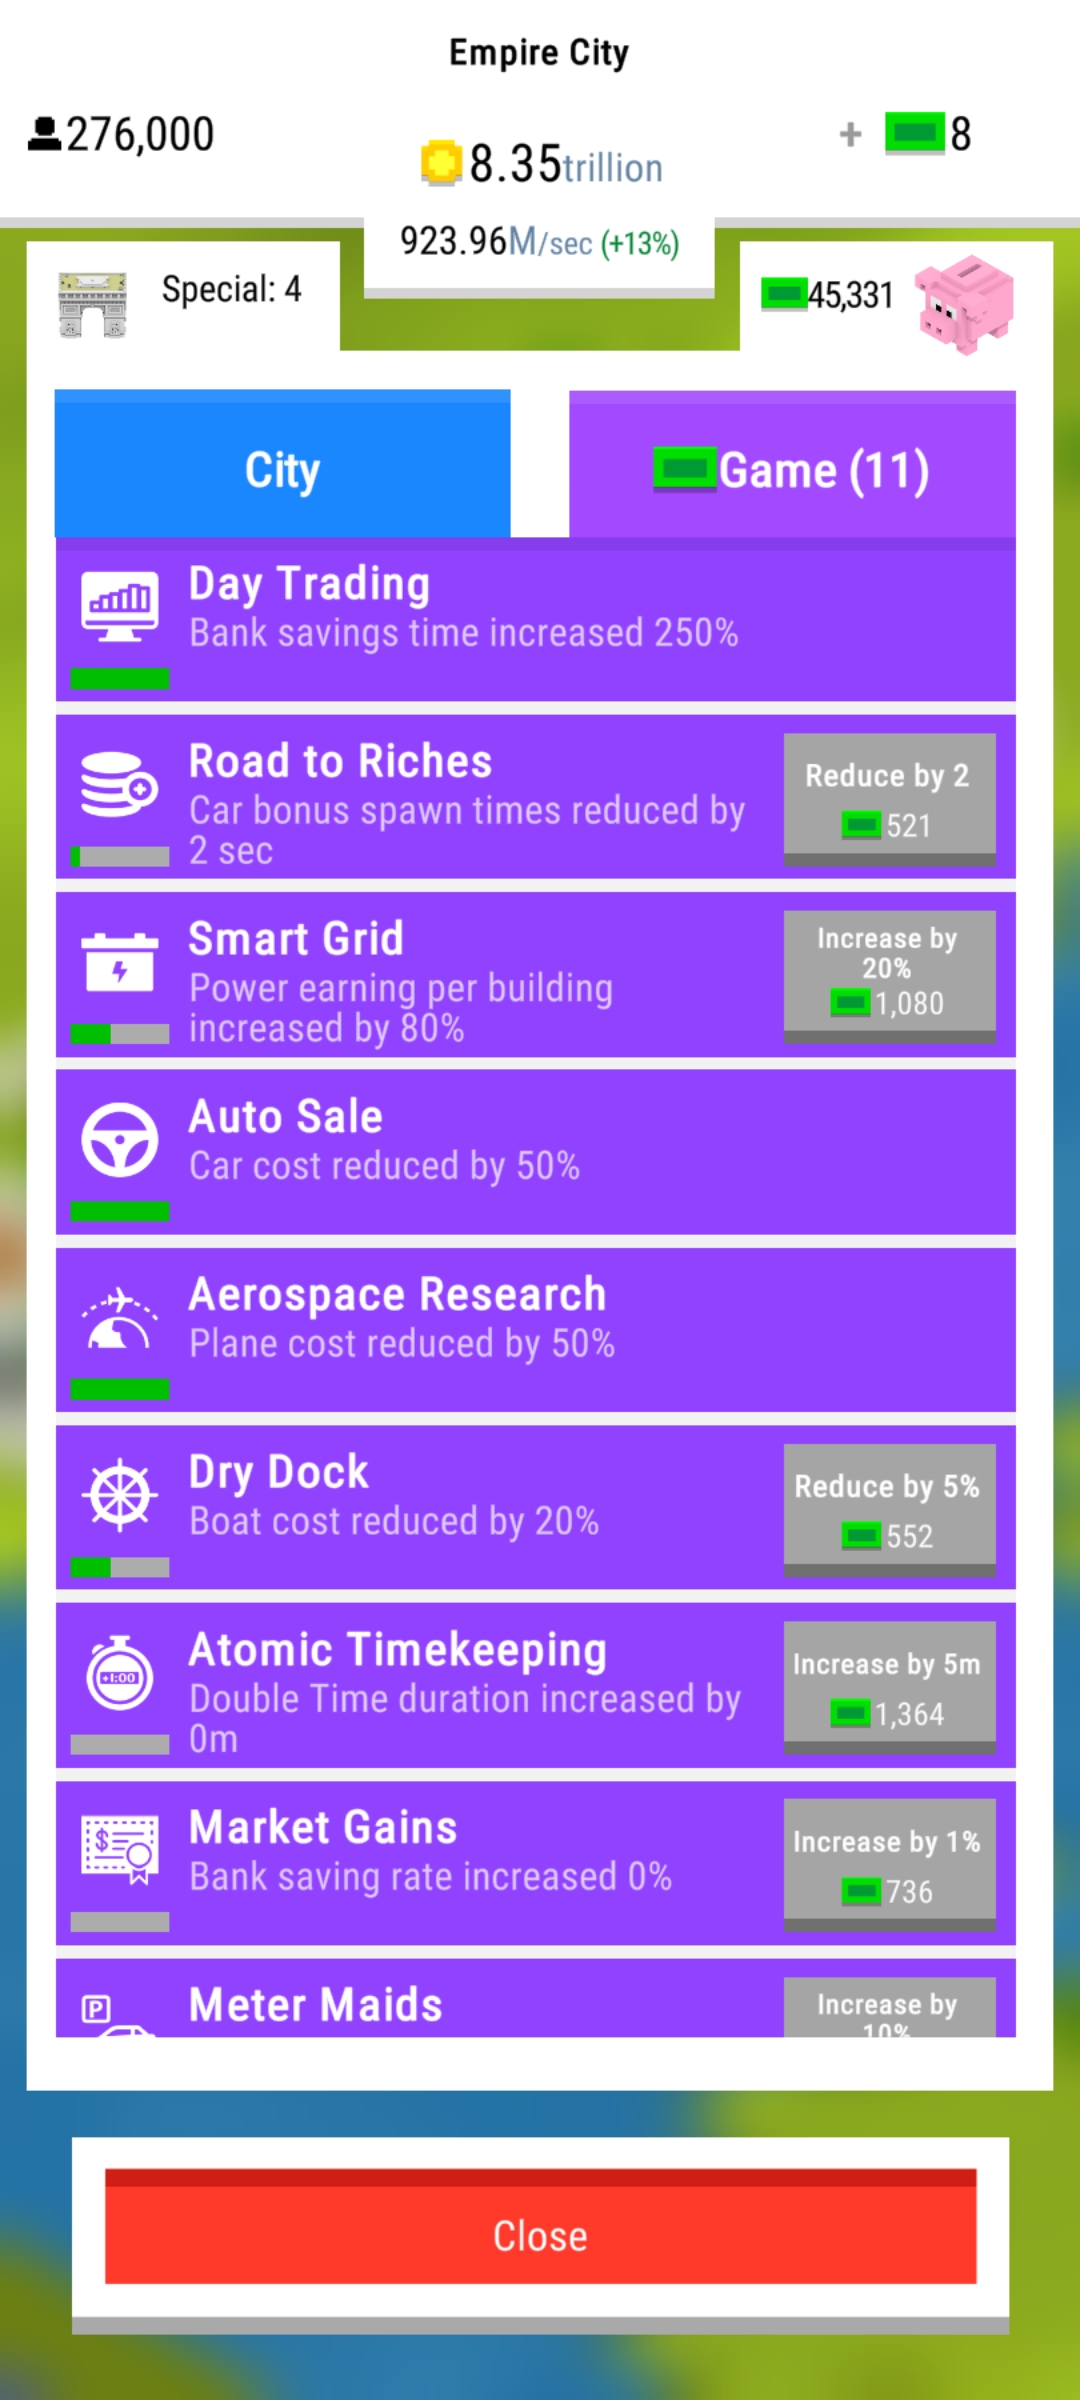 Empire City
276,000
8.35trillion
+ 8
923.96M/sec (+13%)
Special: 4
45,331
City
Game (11)
Day Trading
Bank savings time increased 250%
Road to Riches
Car bonus spawn times reduced by
2 sec
Reduce by 2
521
Smart Grid
Power earning per building
increased by 80%
Increase by
20%
1,080
Auto Sale
Car cost reduced by 50%
Aerospace Research
Plane cost reduced by 50%
Dry Dock
Boat cost reduced by 20%
Reduce by 5%
552
+1:00
Atomic Timekeeping
Double Time duration increased by
0m
Increase by 5m
1,364
$
Market Gains
Bank saving rate increased 0%
Increase by 1%
736
P
Meter Maids
Increase by
10%
Close